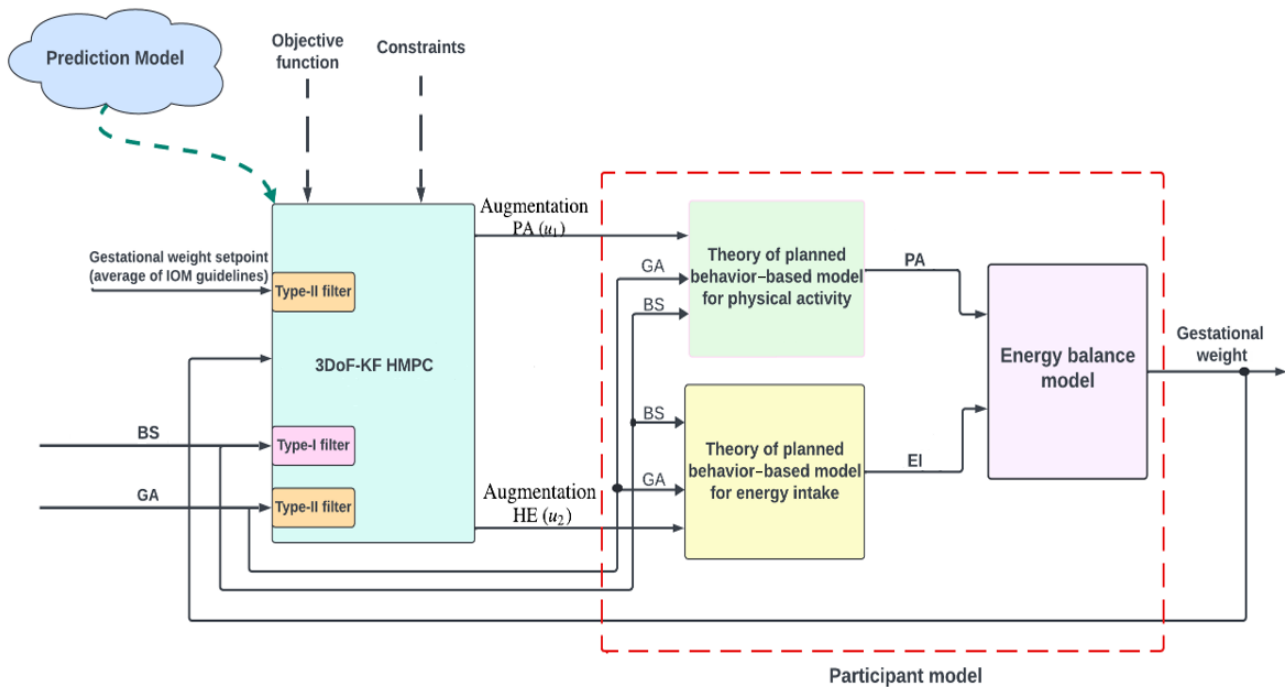 Prediction Model
Objective
function
Constraints
Augmentation
PA (u₁)
Gestational weight setpoint
(average of IOM guidelines)
Type-II filter
3DoF-KF HMPC
BS
Type-I filter
GA
Type-II filter
Augmentation
HE (u₂)
GA
BS
Theory of planned
behavior–based model
for physical activity
PA
BS
GA
Theory of planned
behavior–based model
for energy intake
EI
Energy balance
model
Gestational
weight
Participant model